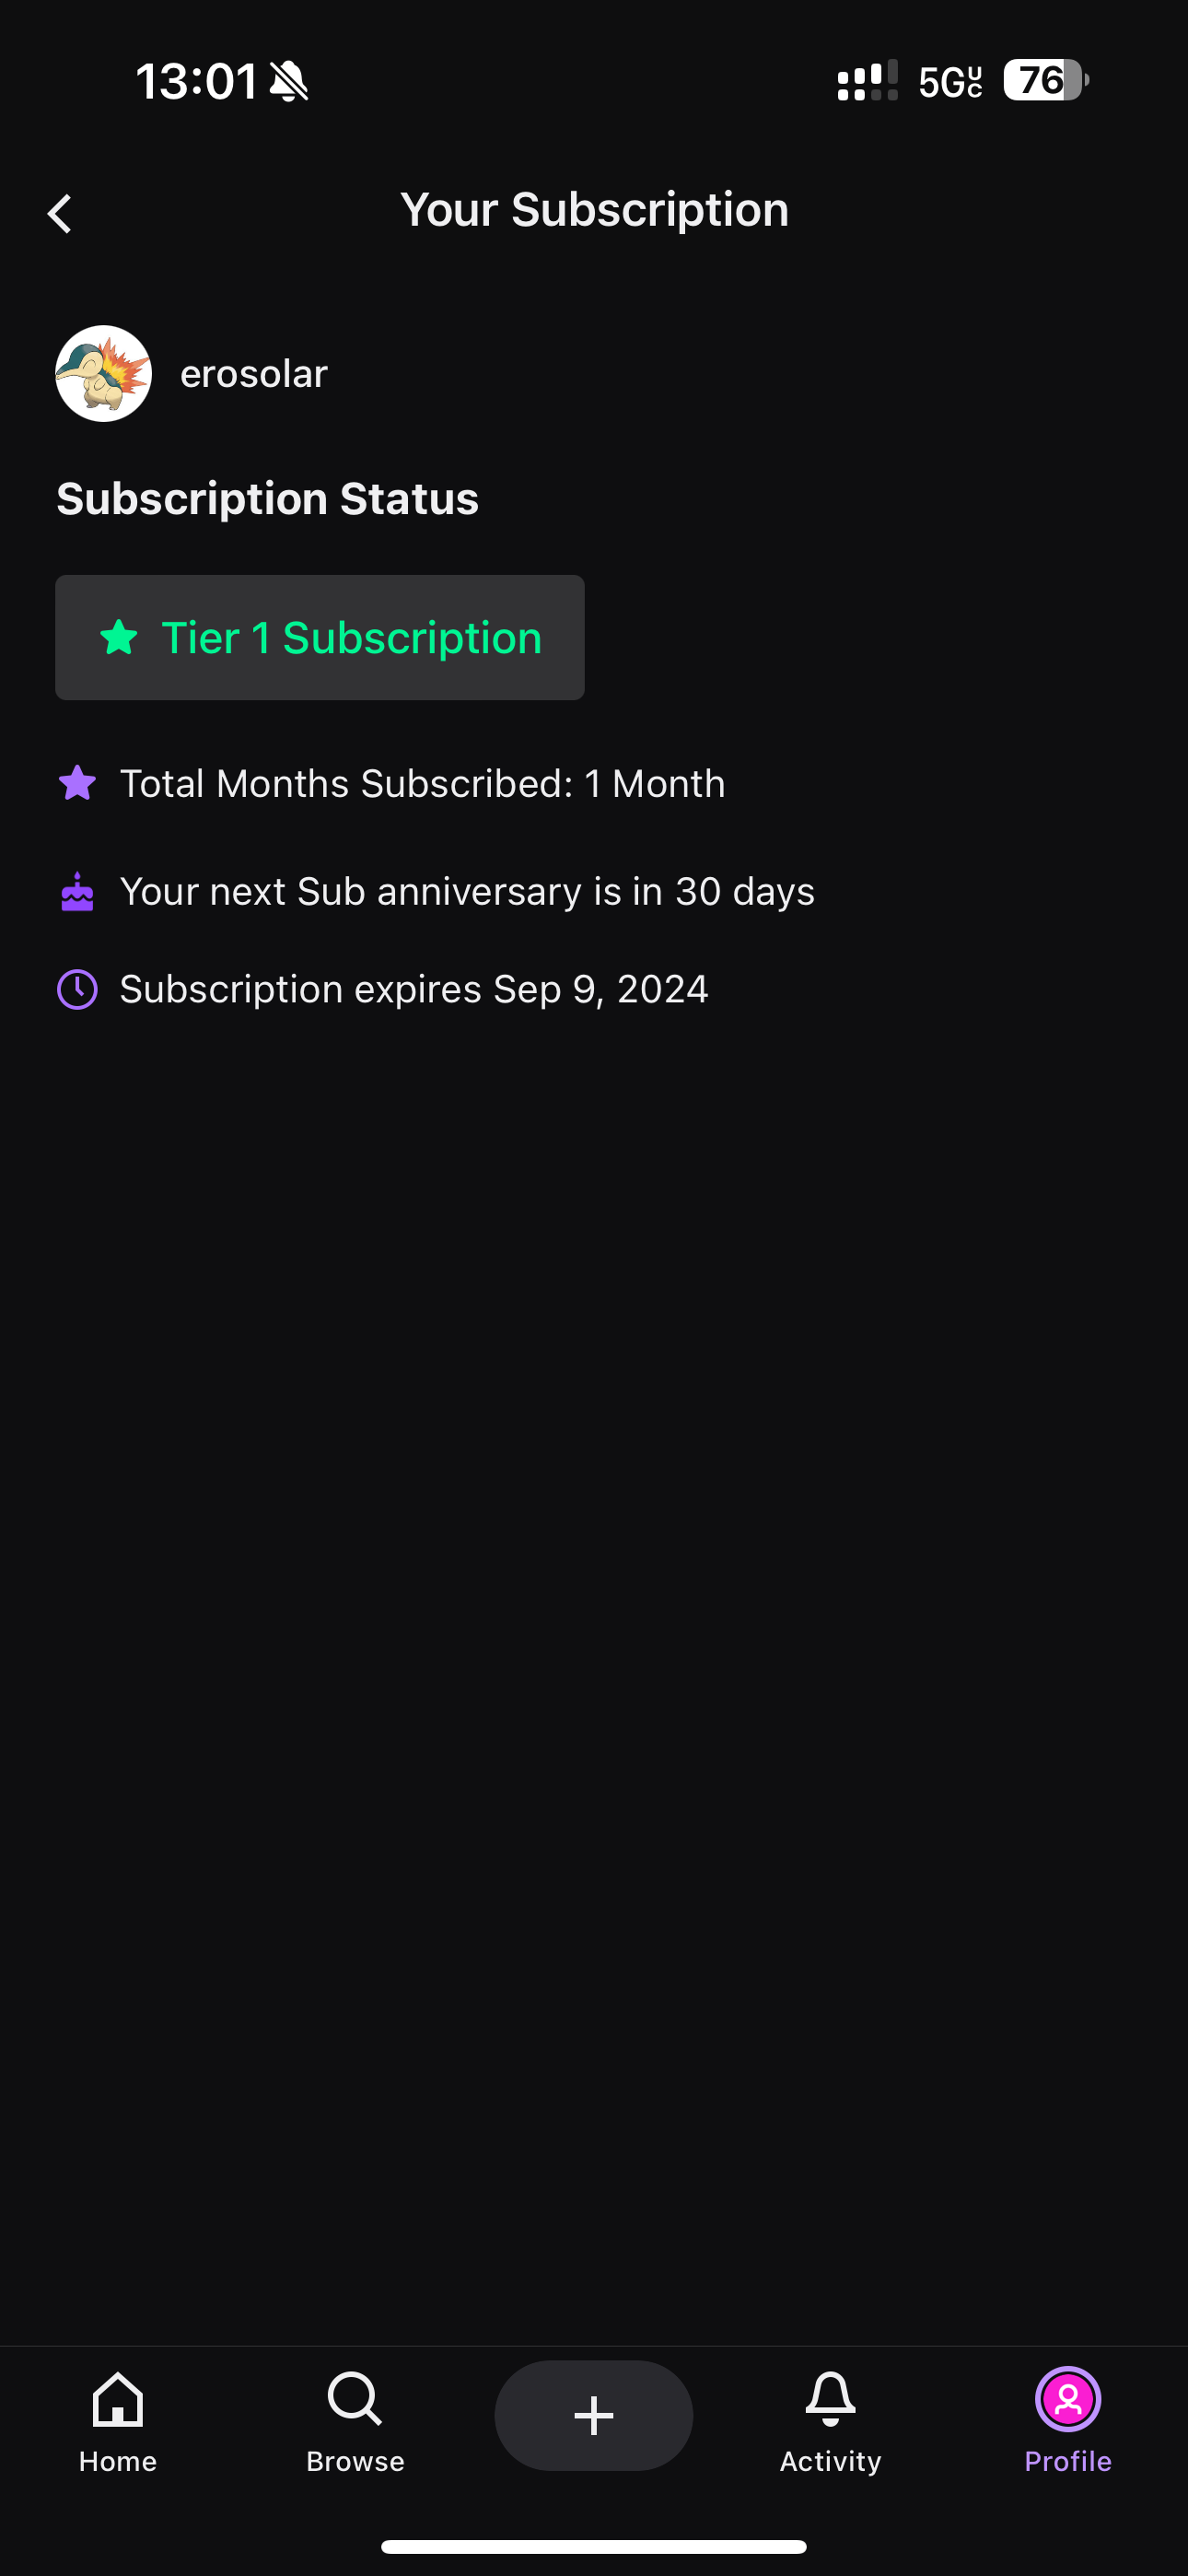 13:01
5G UC
76
Your Subscription
erosolar
Subscription Status
Tier 1 Subscription
Total Months Subscribed: 1 Month
Your next Sub anniversary is in 30 days
Subscription expires Sep 9, 2024
Home
Browse
Activity
Profile